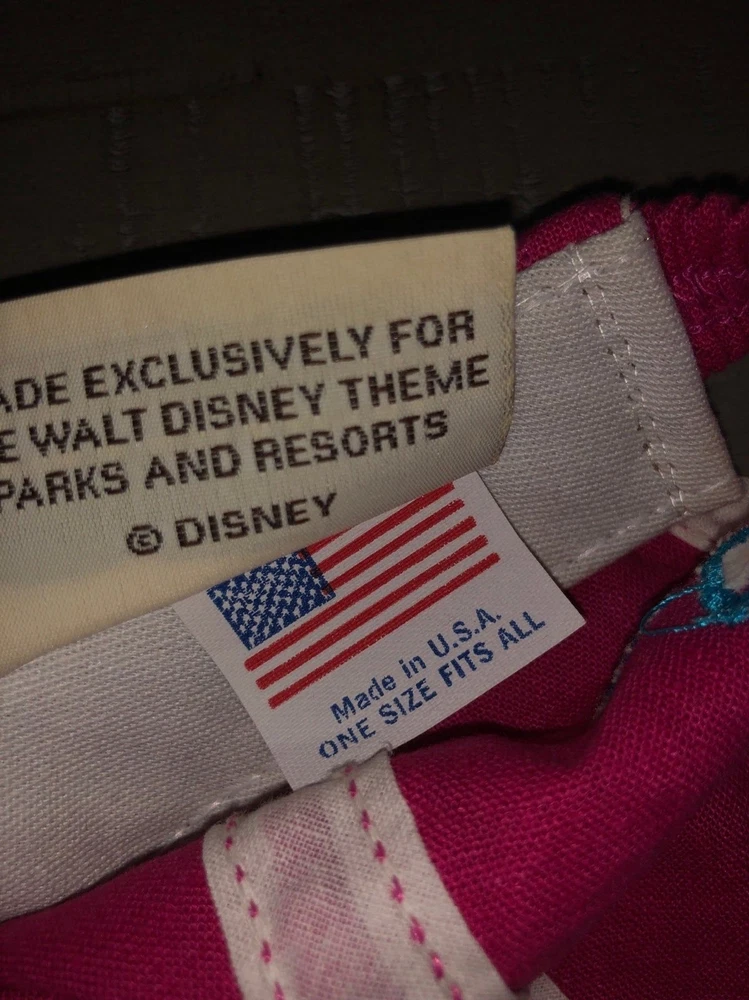 ADE EXCLUSIVELY FOR
E WALT DISNEY THEME
PARKS AND RESORTS
© DISNEY
Made in U.S.A.
ONE SIZE FITS ALL